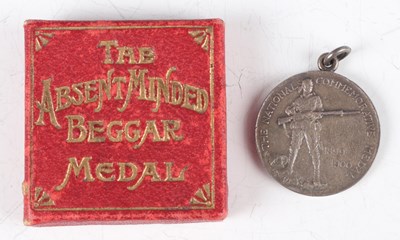 THE
ABSENT MINDED
BEGGAR
MEDAL
THE NATIONAL COMMEMORATIVE MEDAL